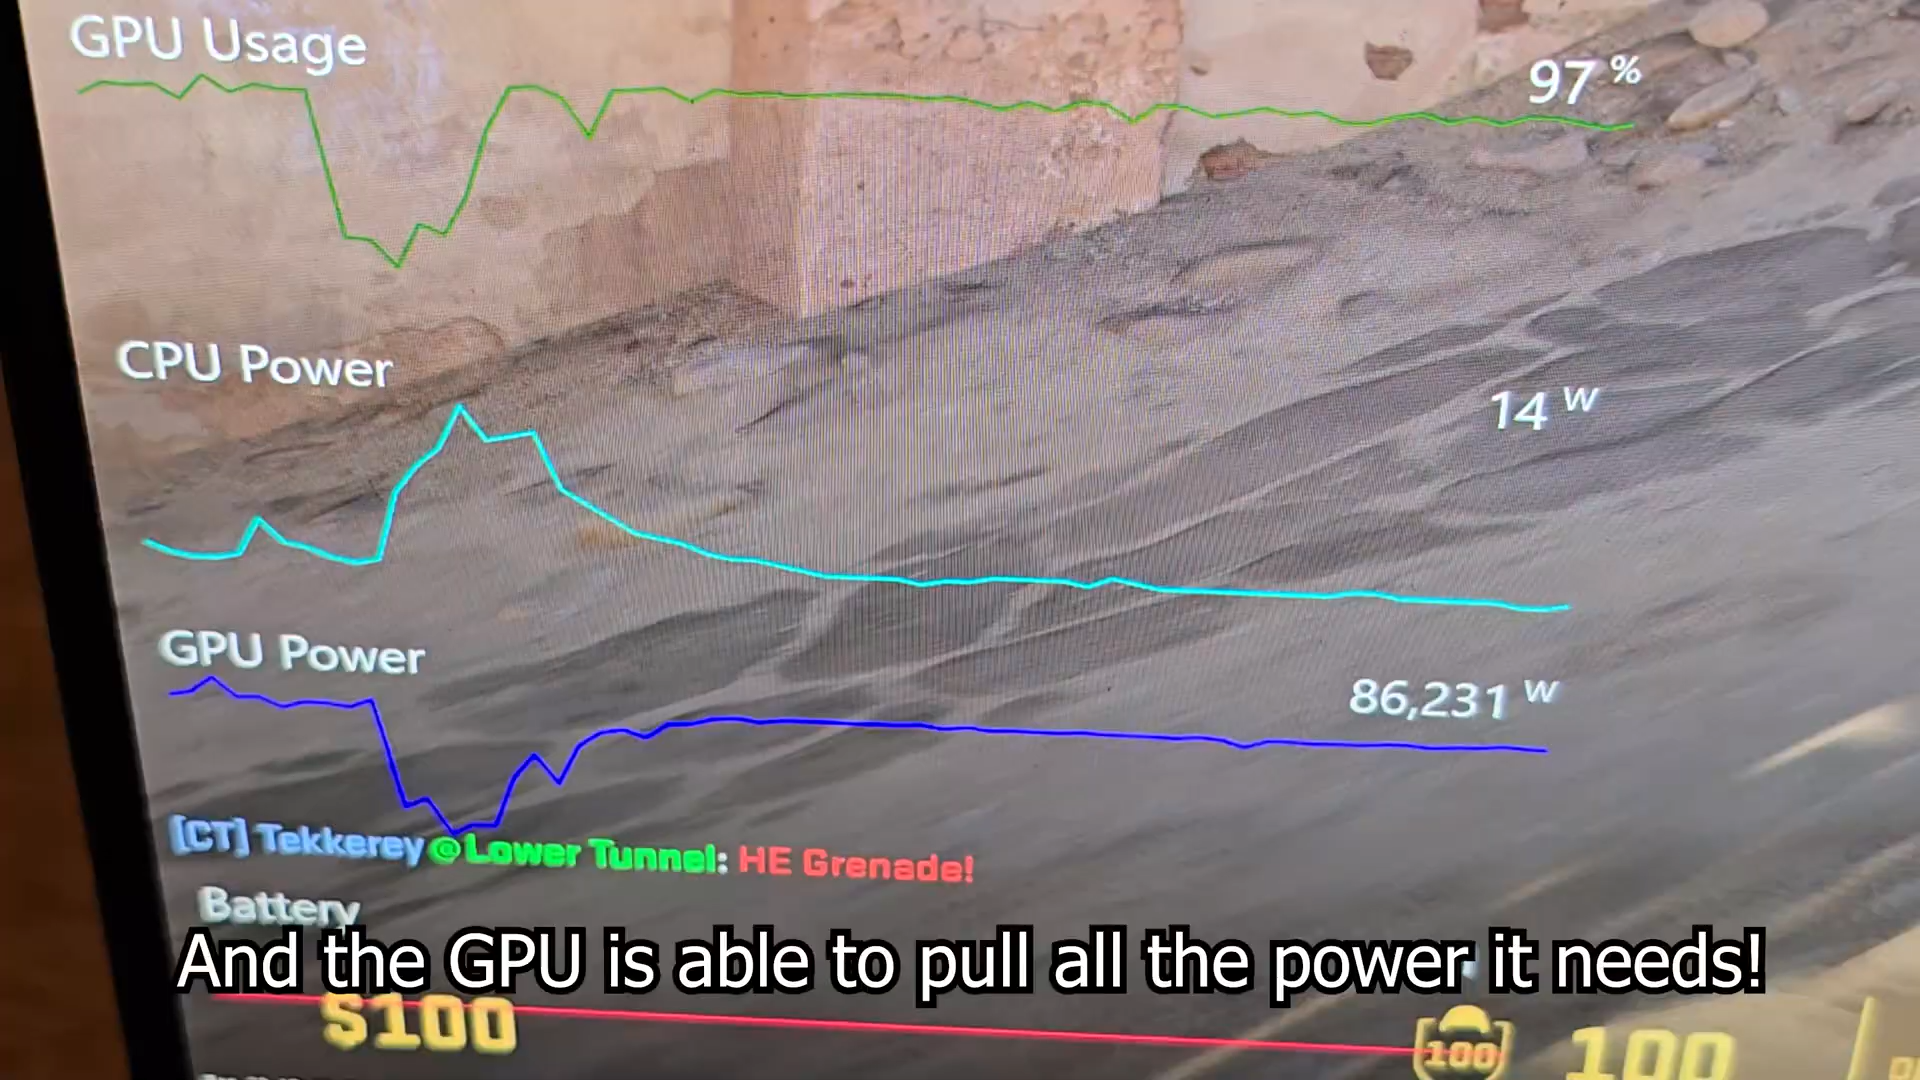 GPU Usage
97 %
CPU Power
14 W
GPU Power
86,231 W
[CT] Tekkerey@Lower Tunnel: HE Grenade!
Battery
And the GPU is able to pull all the power it needs!
$100
100
100